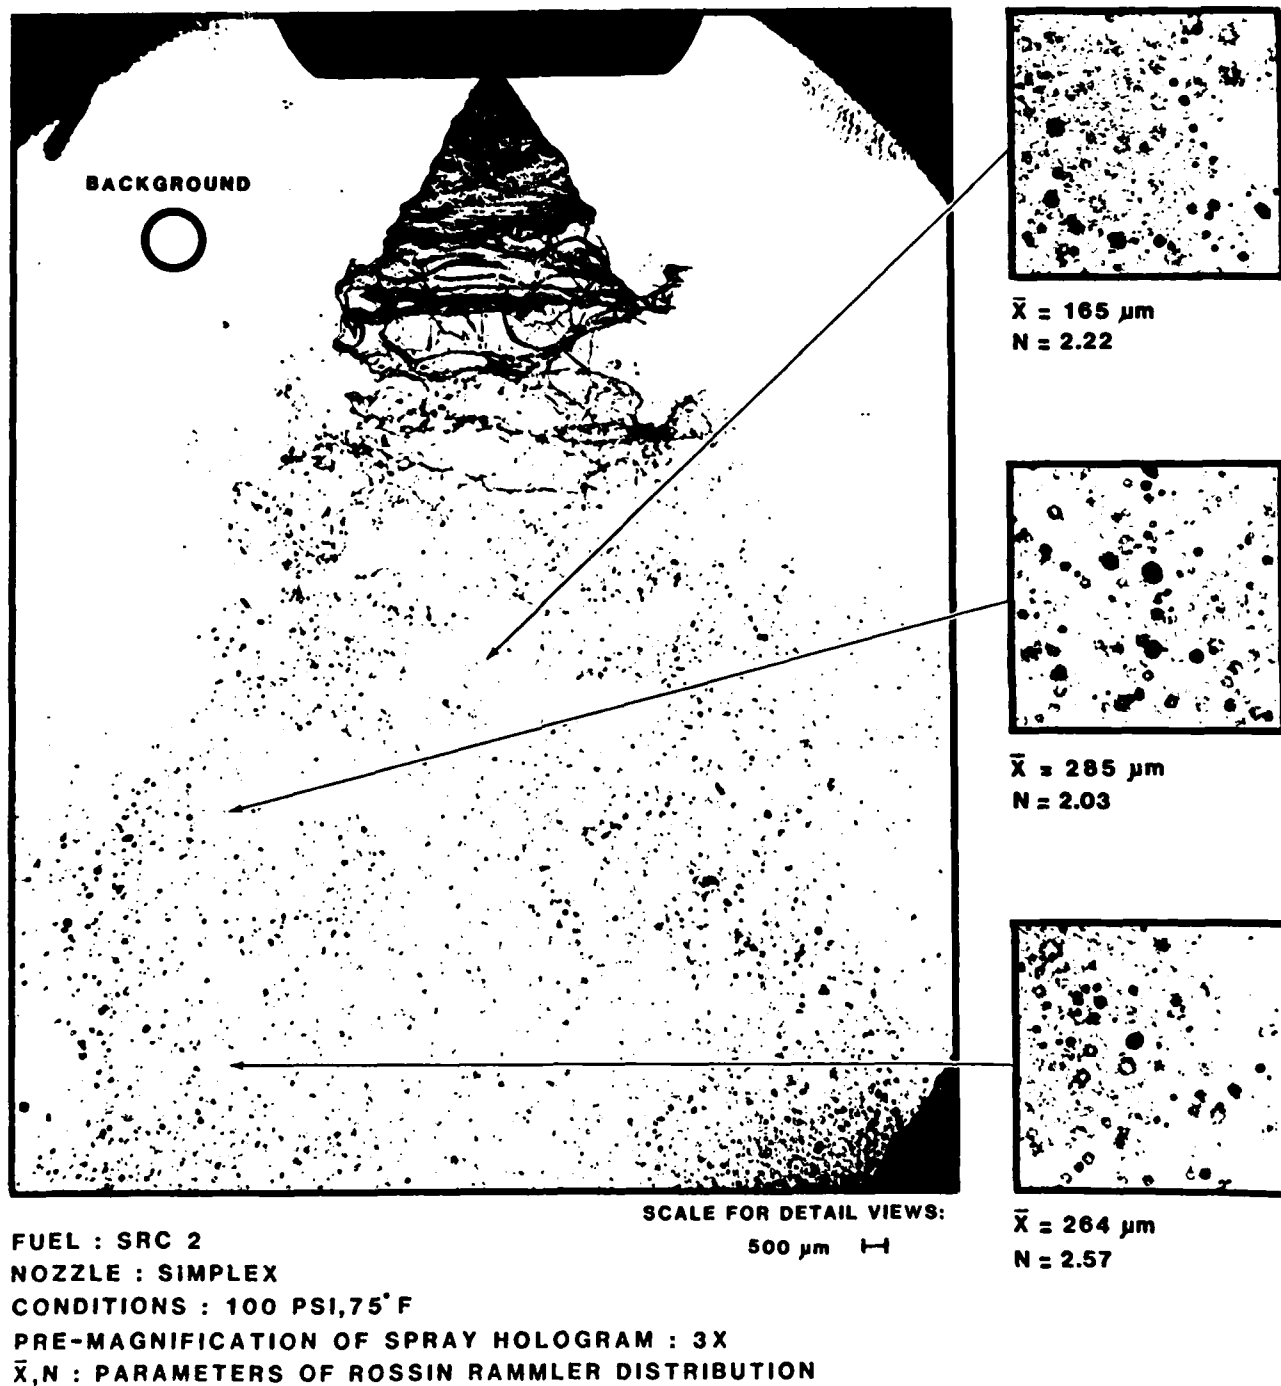 BACKGROUND
X̄ = 165 µm
N = 2.22
X̄ = 285 µm
N = 2.03
X̄ = 264 µm
N = 2.57
SCALE FOR DETAIL VIEWS:
500 µm
FUEL : SRC 2
NOZZLE : SIMPLEX
CONDITIONS : 100 PSI,75° F
PRE-MAGNIFICATION OF SPRAY HOLOGRAM : 3X
X̄,N : PARAMETERS OF ROSSIN RAMMLER DISTRIBUTION